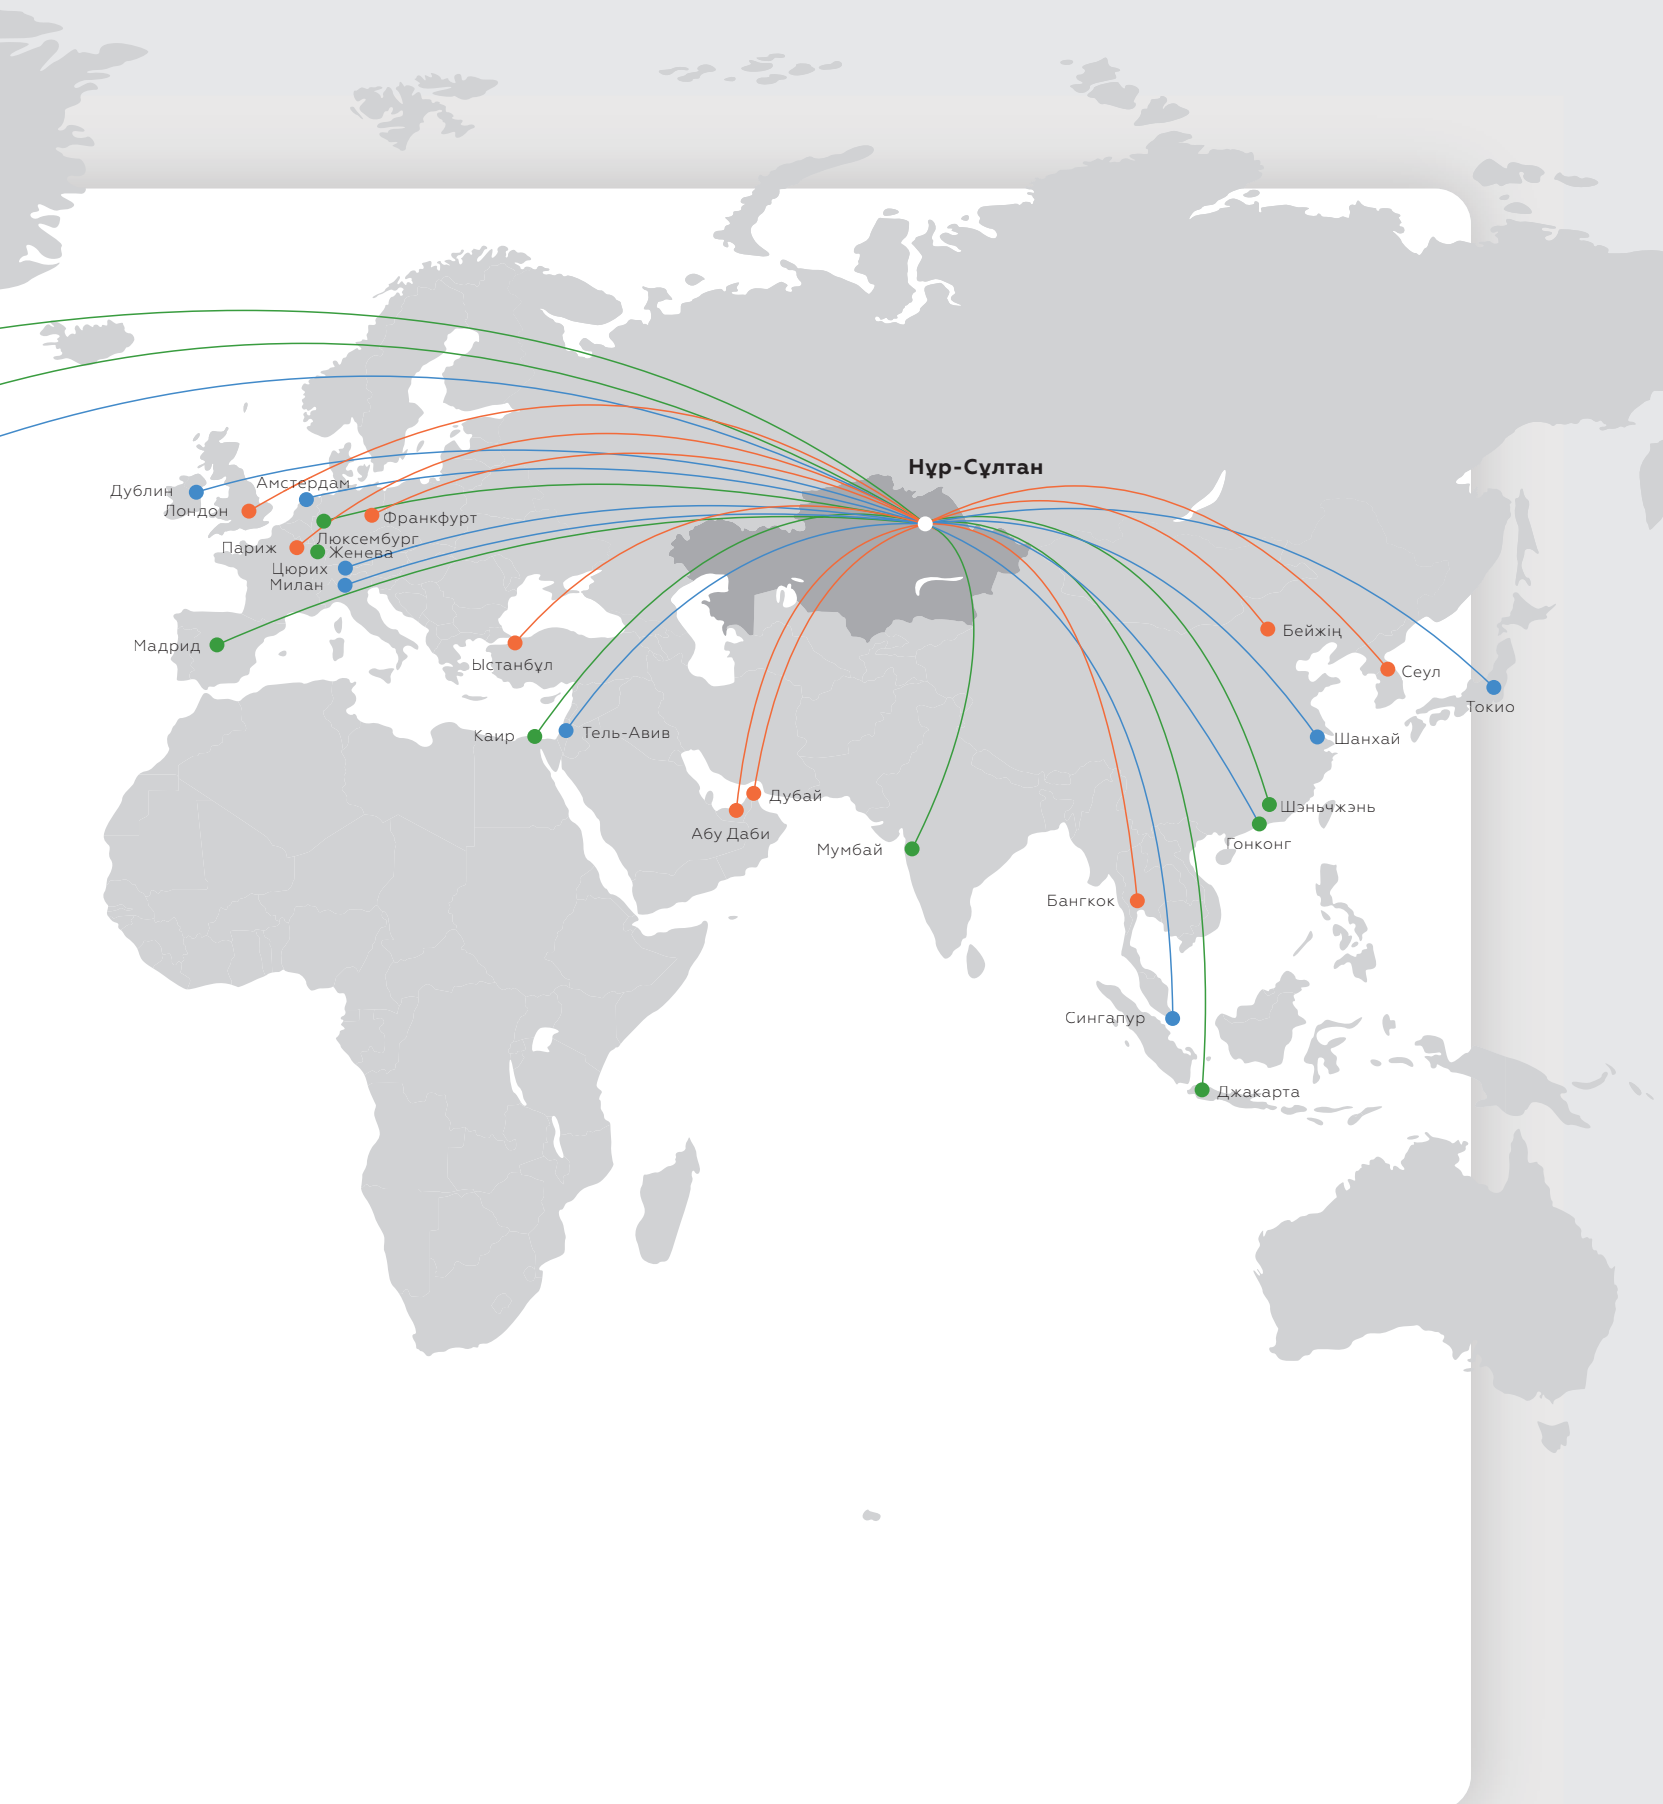 Нұр-Сұлтан
Амстердам
Дублин
Лондон
Франкфурт
Люксембург
Париж
Женева
Цюрих
Милан
Мадрид
Ыстанбұл
Бейжің
Сеул
Токио
Каир
Тель-Авив
Шанхай
Дубай
Шэньчжэнь
Абу Даби
Гонконг
Мумбай
Бангкок
Сингапур
Джакарта